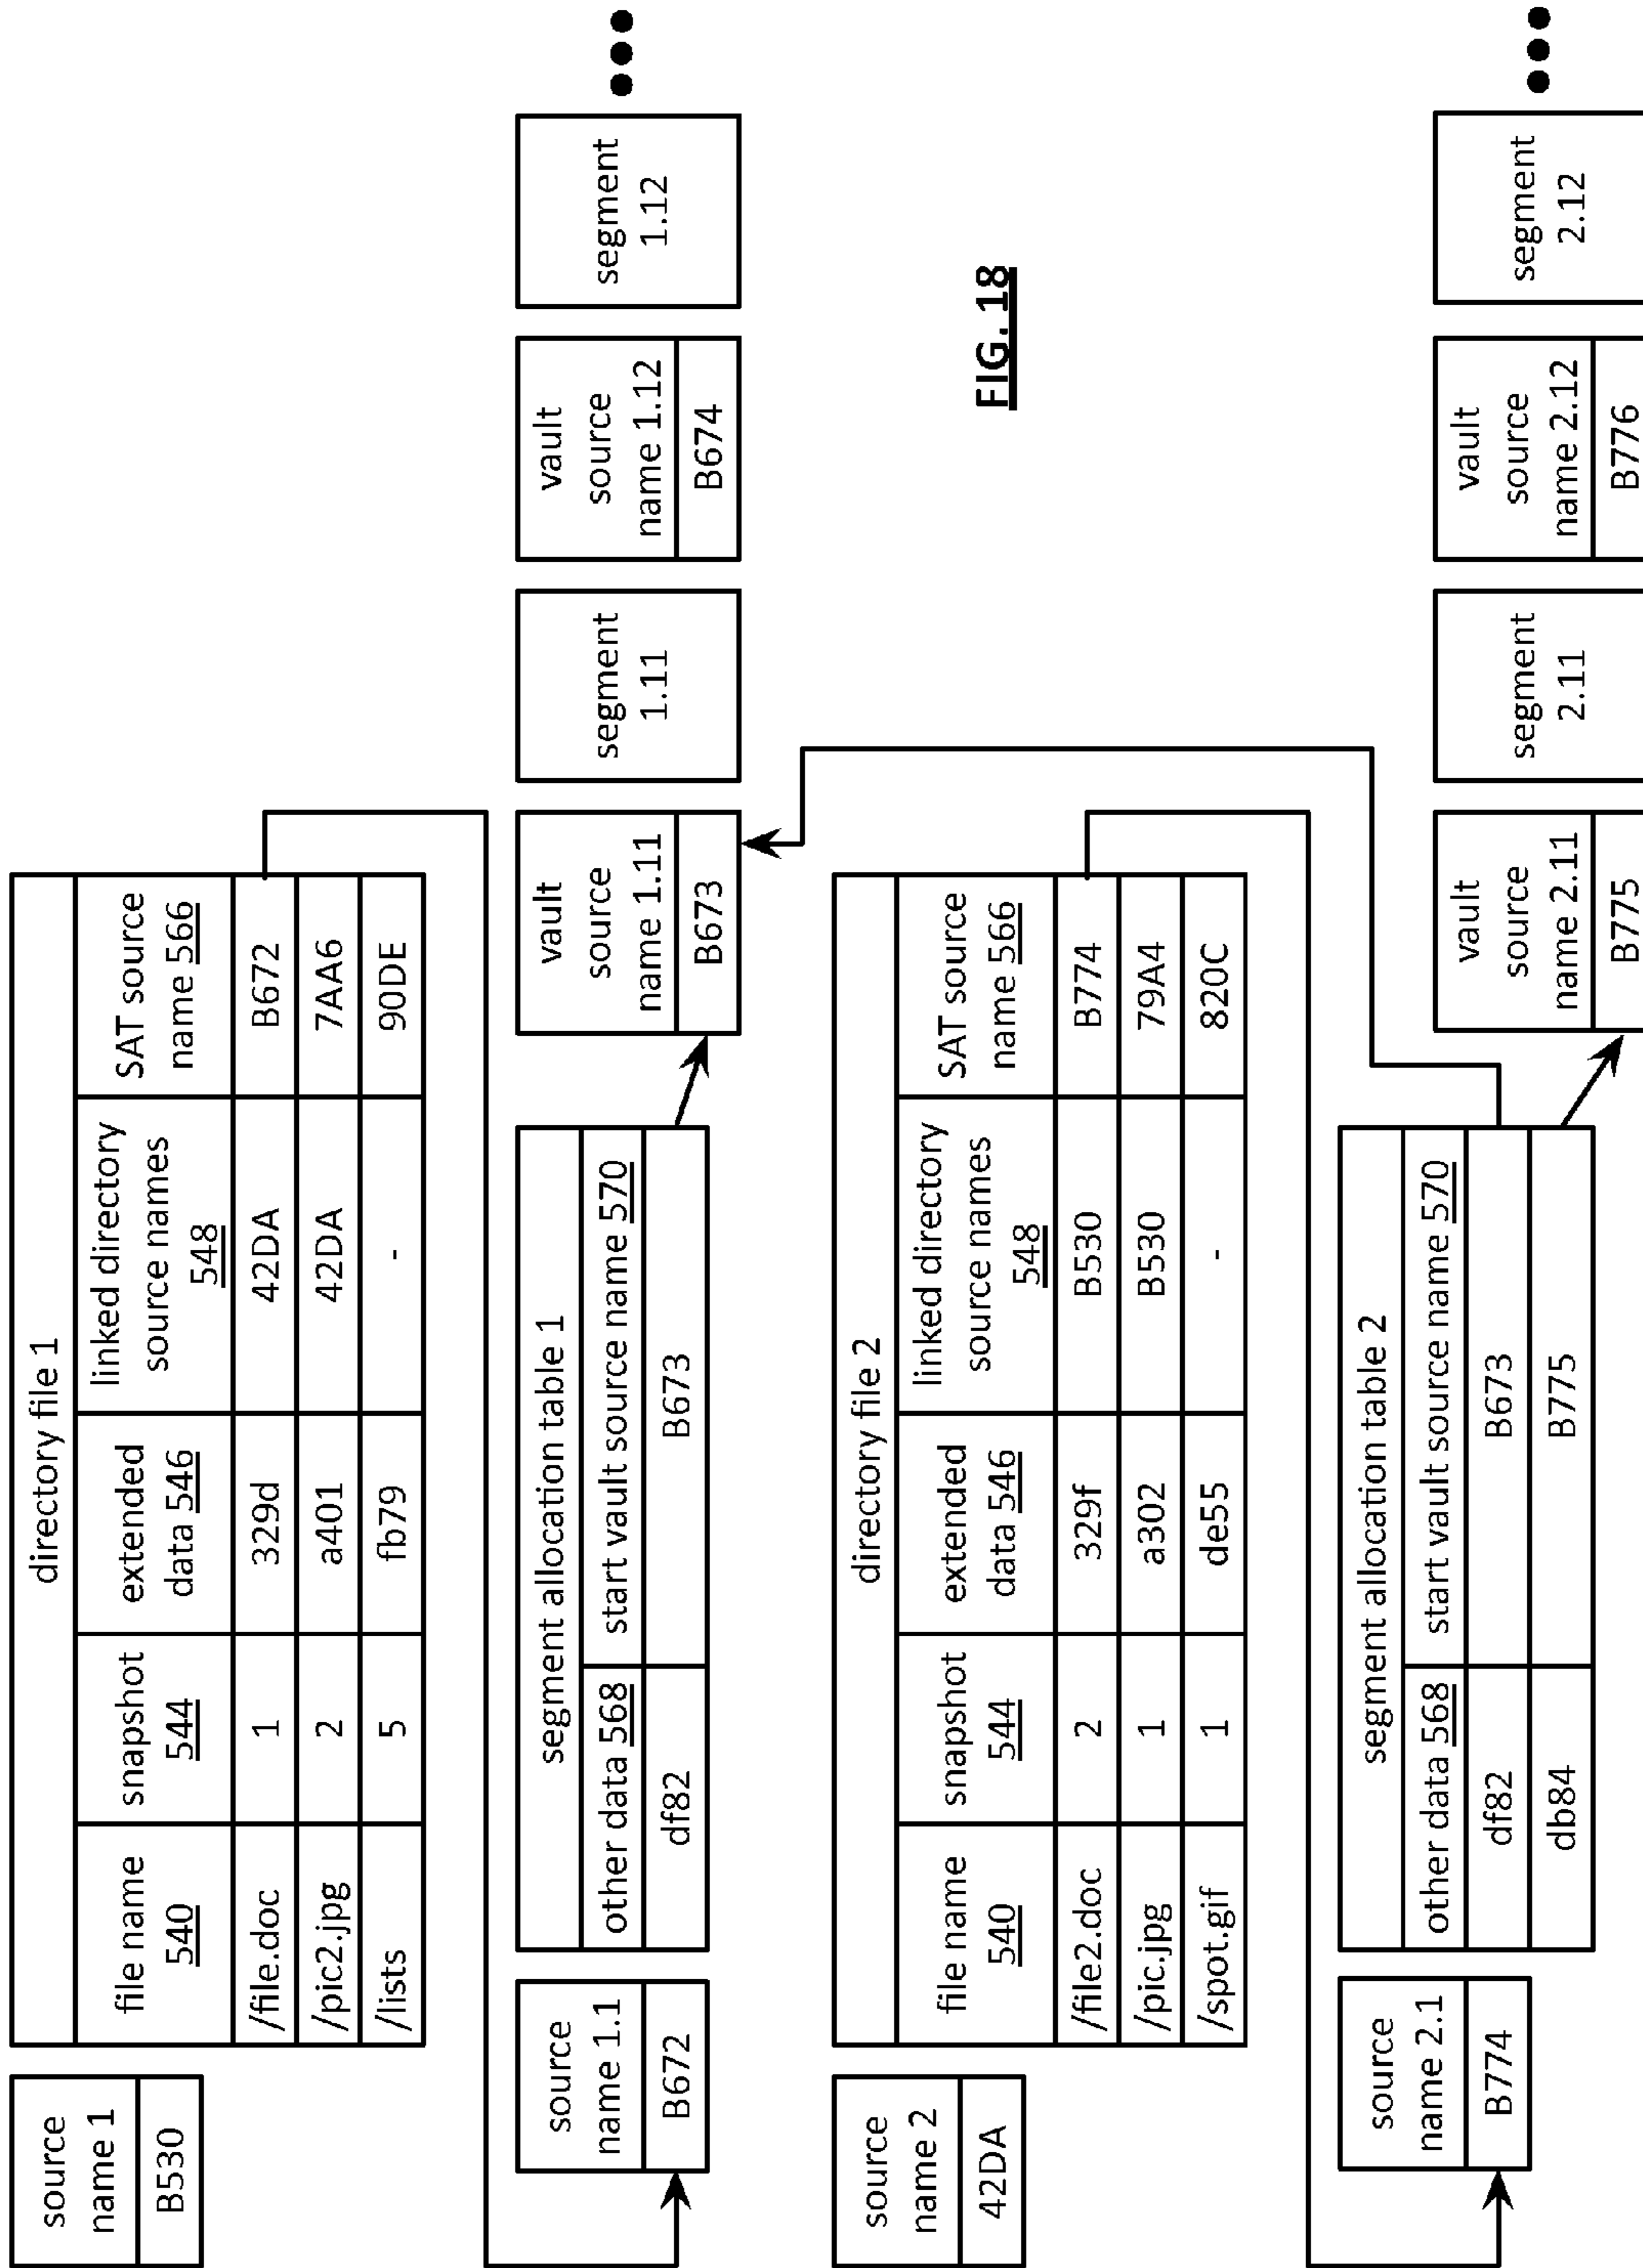 source
name 1
B530
directory file 1
file name
540
snapshot
544
extended
data 546
linked directory
source names
548
SAT source
name 566
/file.doc
1
329d
42DA
B672
/pic2.jpg
2
a401
42DA
7AA6
/lists
5
fb79
-
90DE
source
name 1.1
B672
segment allocation table 1
other data 568
start vault source name 570
df82
B673
vault
source
name 1.11
B673
segment
1.11
vault
source
name 1.12
B674
segment
1.12
source
name 2
42DA
directory file 2
file name
540
snapshot
544
extended
data 546
linked directory
source names
548
SAT source
name 566
/file2.doc
2
329f
B530
B774
/pic.jpg
1
a302
B530
79A4
/spot.gif
1
de55
-
820C
FIG. 18
source
name 2.1
B774
segment allocation table 2
other data 568
start vault source name 570
df82
B673
db84
B775
vault
source
name 2.11
B775
segment
2.11
vault
source
name 2.12
B776
segment
2.12